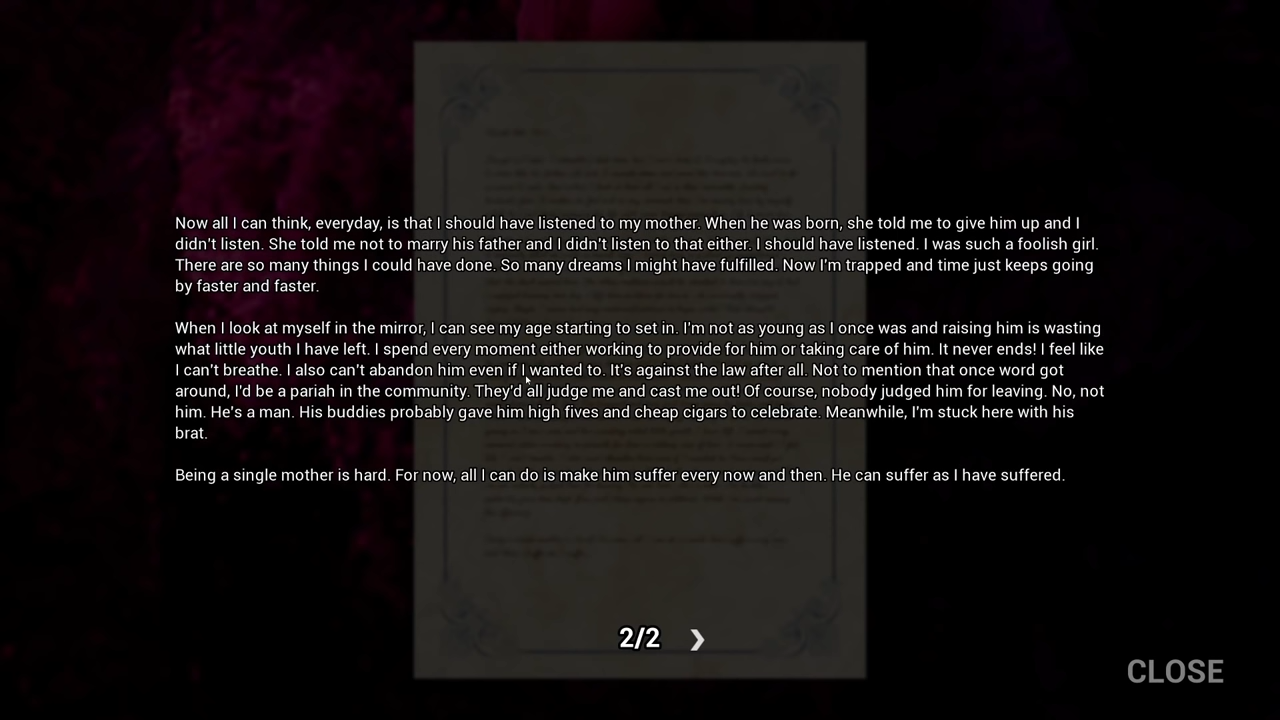 Now all I can think, everyday, is that I should have listened to my mother. When he was born, she told me to give him up and I
didn't listen. She told me not to marry his father and I didn't listen to that either. I should have listened. I was such a foolish girl.
There are so many things I could have done. So many dreams I might have fulfilled. Now I'm trapped and time just keeps going
by faster and faster.
When I look at myself in the mirror, I can see my age starting to set in. I'm not as young as I once was and raising him is wasting
what little youth I have left. I spend every moment either working to provide for him or taking care of him. It never ends! I feel like
I can't breathe. I also can't abandon him even if I wanted to. It's against the law after all. Not to mention that once word got
around, I'd be a pariah in the community. They'd all judge me and cast me out! Of course, nobody judged him for leaving. No, not
him. He's a man. His buddies probably gave him high fives and cheap cigars to celebrate. Meanwhile, I'm stuck here with his
brat.
Being a single mother is hard. For now, all I can do is make him suffer every now and then. He can suffer as I have suffered.
2/2
CLOSE